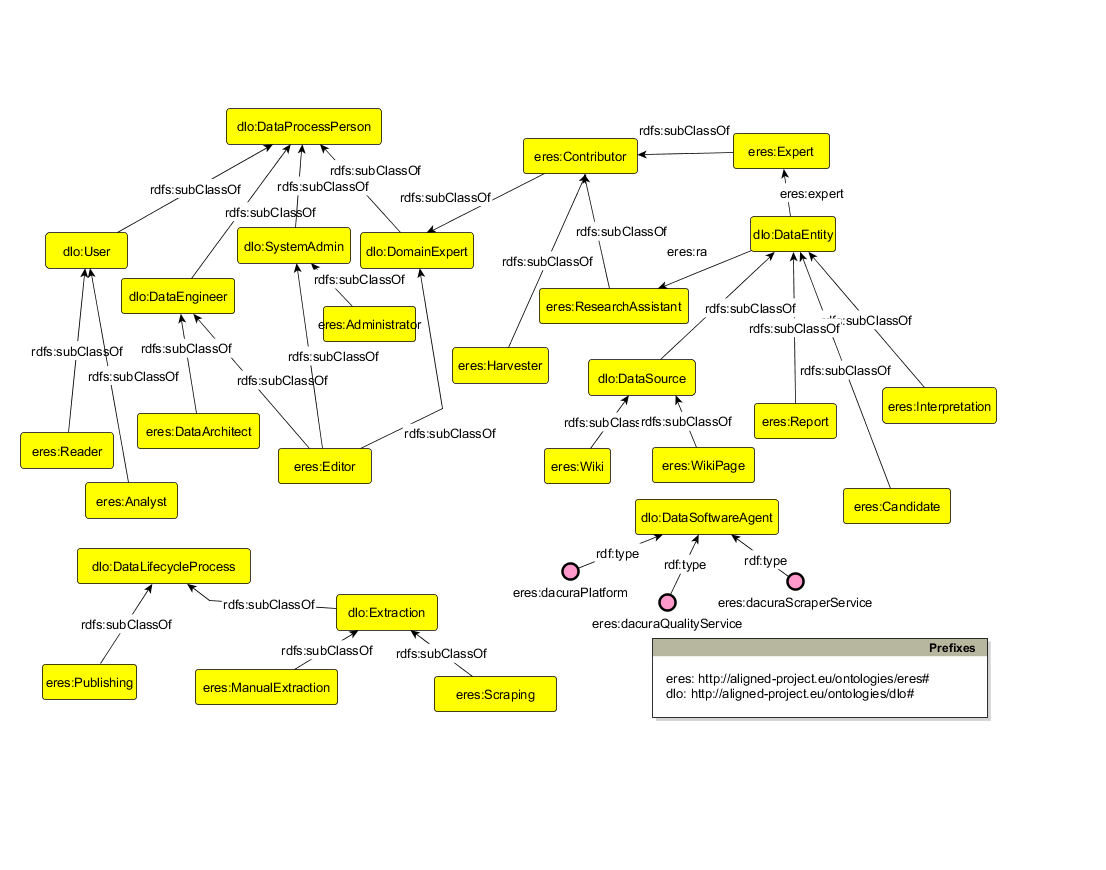 dlo:DataProcessPerson
rdfs:subClassOf
eres:Contributor
eres:Expert
rdfs:subClassOf
rdfs:subClassOf
rdfs:subClassOf
rdfs:subClassOf
eres:expert
rdfs:subClassOf
rdfs:subClassOf
dlo:User
dlo:SystemAdmin
dlo:DomainExpert
rdfs:subClassOf
dlo:DataEntity
eres:ra
rdfs:subClassOf
rdfs:subClassOf
dlo:DataEngineer
eres:Administrator
eres:ResearchAssistant
rdfs:subClassOf
rdfs:subClassOf
rdfs:subClassOf
rdfs:subClassOf
rdfs:subClassOf
rdfs:subClassOf
rdfs:subClassOf
rdfs:subClassOf
eres:Harvester
rdfs:subClassOf
rdfs:subClassOf
dlo:DataSource
eres:Report
eres:Interpretation
eres:DataArchitect
rdfs:subClassOf
rdfs:subClass
rdfs:subClassOf
eres:Reader
eres:Editor
eres:Wiki
eres:WikiPage
eres:Analyst
eres:Candidate
dlo:DataSoftwareAgent
rdf:type
rdf:type
rdf:type
eres:dacuraPlatform
eres:dacuraQualityService
eres:dacuraScraperService
dlo:DataLifecycleProcess
rdfs:subClassOf
rdfs:subClassOf
dlo:Extraction
rdfs:subClassOf
rdfs:subClassOf
eres:Publishing
eres:ManualExtraction
eres:Scraping
Prefixes
eres: http://aligned-project.eu/ontologies/eres#
dlo: http://aligned-project.eu/ontologies/dlo#